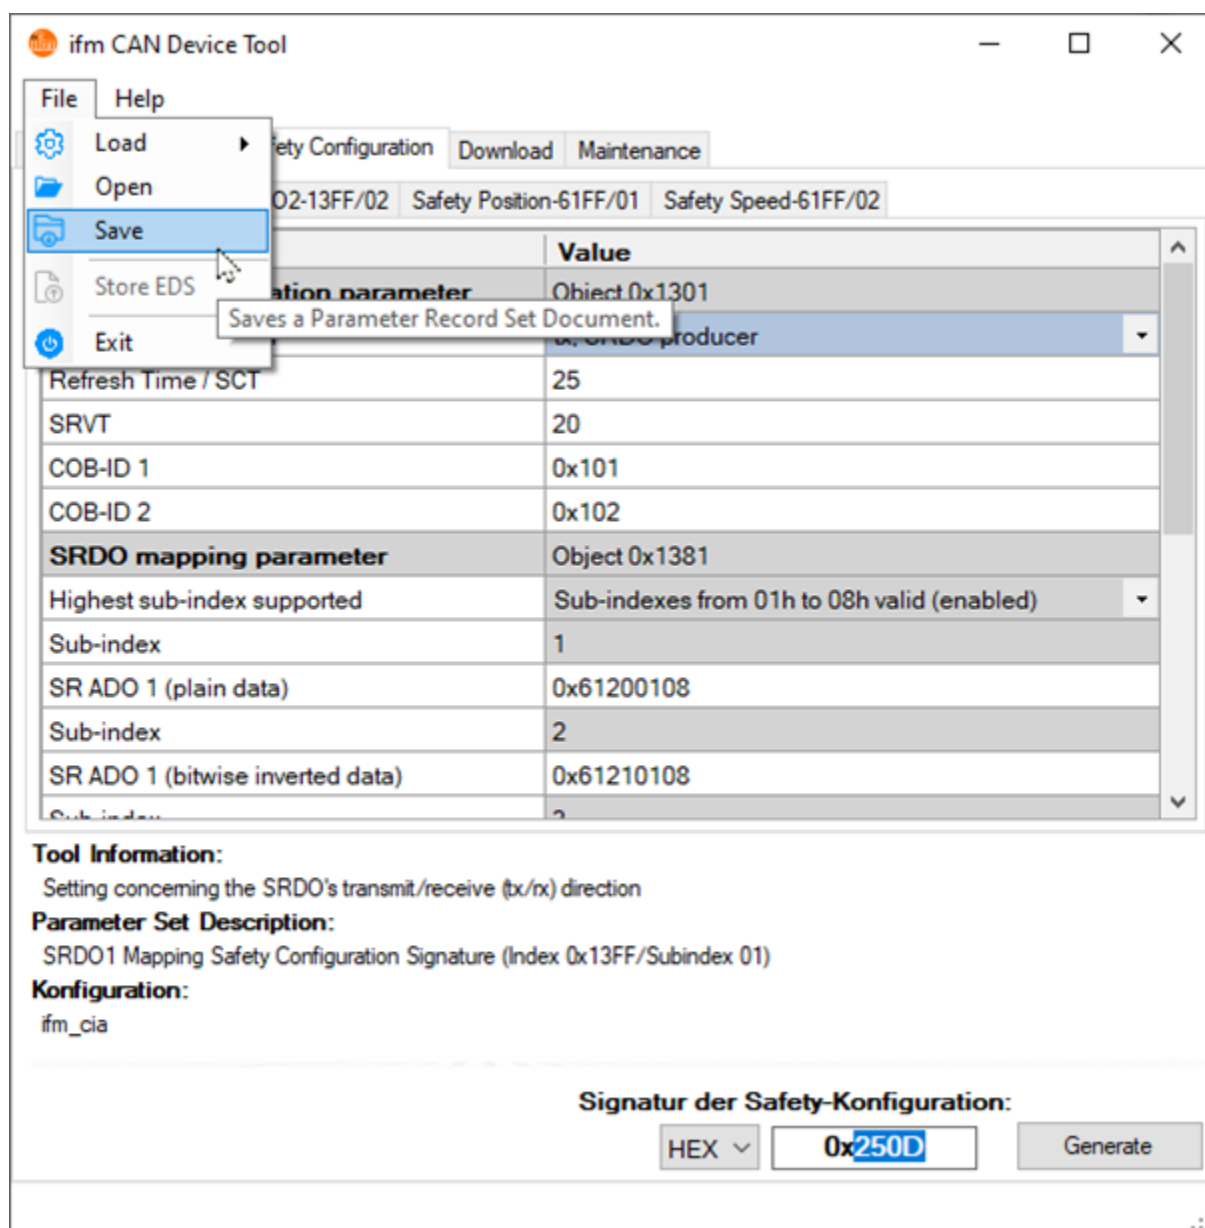 ifm CAN Device Tool
File Help
Load
fety Configuration Download Maintenance
Open
O2-13FF/02 Safety Position-61FF/01 Safety Speed-61FF/02
Save
Value
Store EDS
ation parameter Object 0x1301
Saves a Parameter Record Set Document.
Exit
tx, SRDO producer
Refresh Time / SCT 25
SRVT 20
COB-ID 1 0x101
COB-ID 2 0x102
SRDO mapping parameter Object 0x1381
Highest sub-index supported Sub-indexes from 01h to 08h valid (enabled)
Sub-index 1
SR ADO 1 (plain data) 0x61200108
Sub-index 2
SR ADO 1 (bitwise inverted data) 0x61210108
Tool Information:
Setting concerning the SRDO's transmit/receive (tx/rx) direction
Parameter Set Description:
SRDO1 Mapping Safety Configuration Signature (Index 0x13FF/Subindex 01)
Konfiguration:
ifm_cia
Signatur der Safety-Konfiguration:
HEX 0x250D Generate